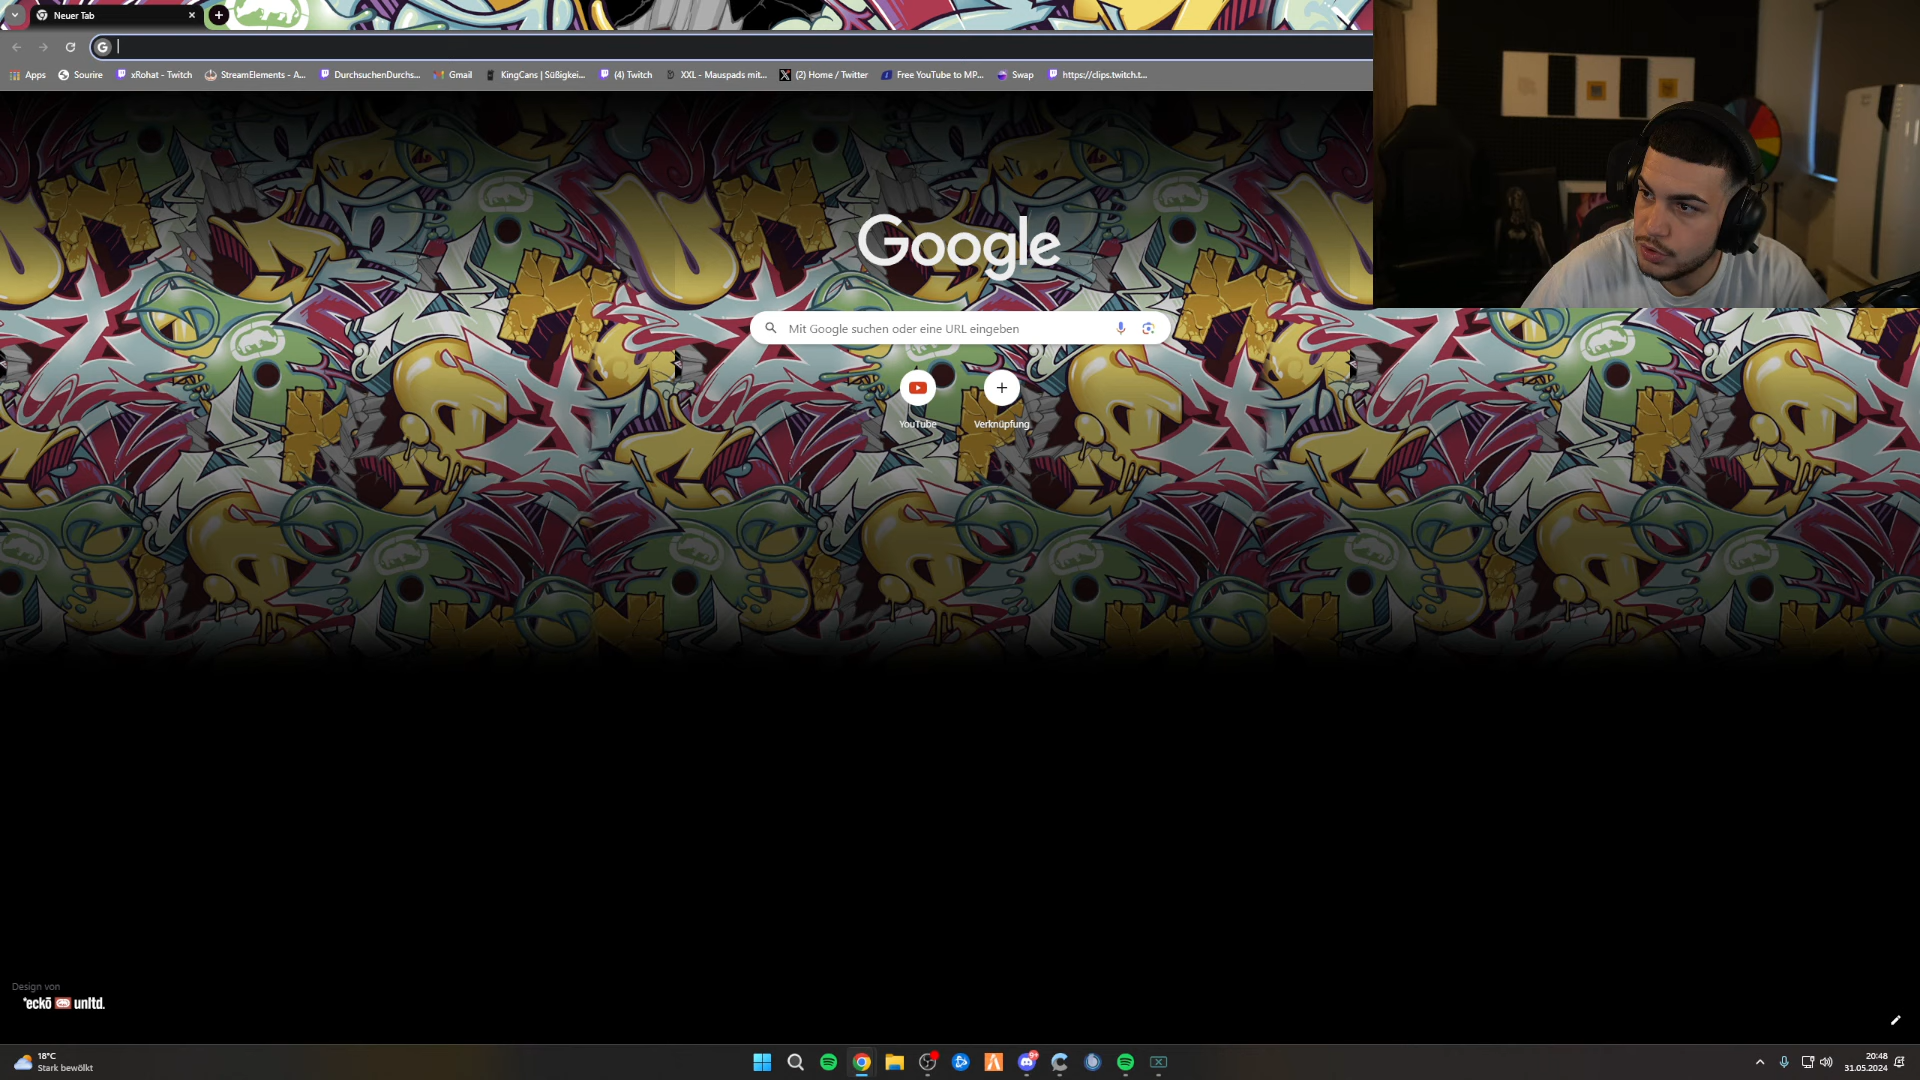 Neuer Tab
Apps
Sourire
xRohat - Twitch
StreamElements - A...
DurchsuchenDurchs...
Gmail
KingCans | Süßigkei...
(4) Twitch
XXL - Mauspads mit...
(2) Home / Twitter
Free YouTube to MP...
Swap
https://clips.twitch.t...
Google
Mit Google suchen oder eine URL eingeben
YouTube
Verknüpfung
Design von
*eckō unltd.
18°C
Stark bewölkt
9+
20:48
31.05.2024